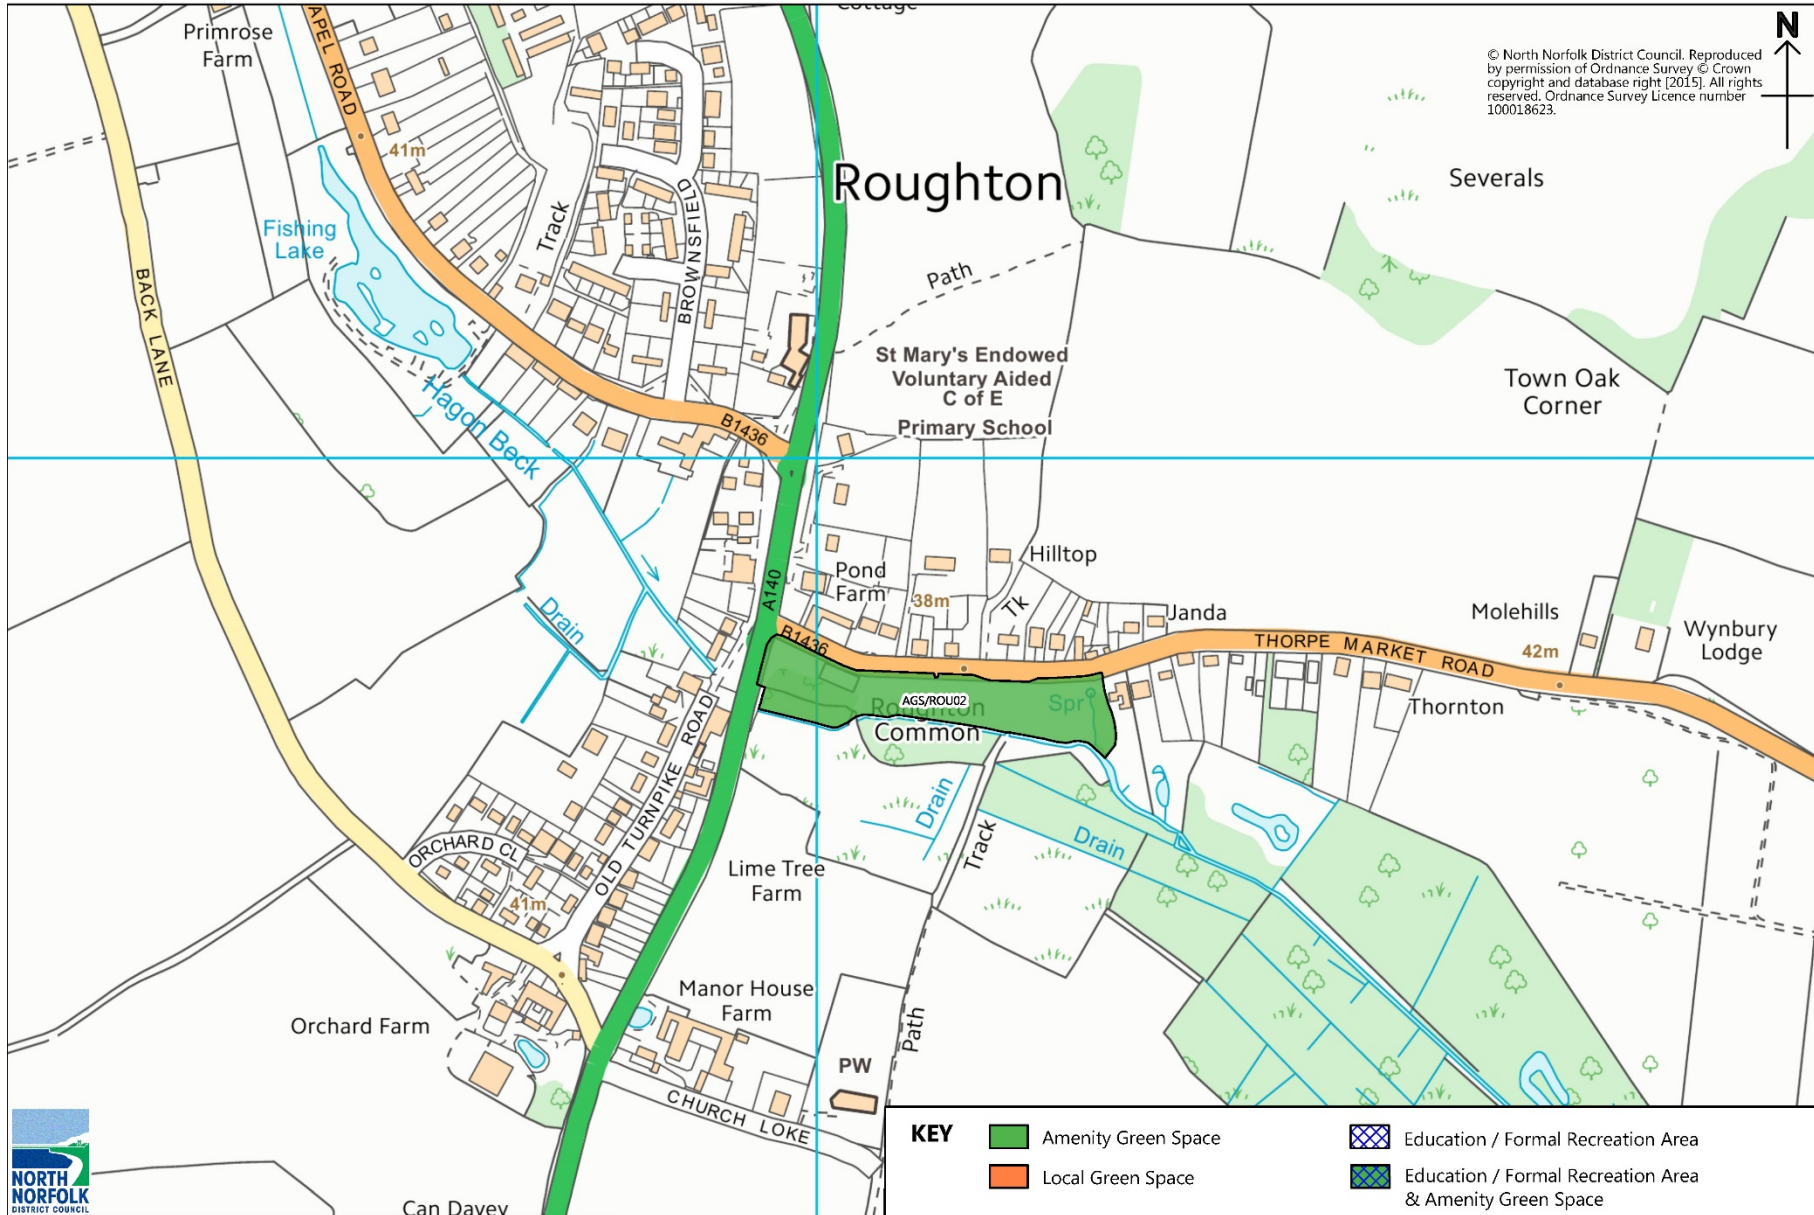 Cottage
Primrose
Farm
APEL ROAD
N
© North Norfolk District Council. Reproduced
by permission of Ordnance Survey © Crown
copyright and database right [2015]. All rights
reserved. Ordnance Survey Licence number
100018623.
41m
Roughton
Severals
Fishing
Lake
Track
BROWNSFIELD
Path
BACK LANE
St Mary's Endowed
Voluntary Aided
C of E
Primary School
Town Oak
Corner
Hagon Beck
B1436
Hilltop
Pond
Farm
38m
Tk
A140
Drain
Janda
Molehills
Wynbury
Lodge
B1436
THORPE MARKET ROAD
42m
AGS/ROU02
Roughton
Common
Spr
Thornton
OLD TURNPIKE ROAD
Drain
Drain
Track
ORCHARD CL
Lime Tree
Farm
41m
Manor House
Farm
Orchard Farm
Path
PW
CHURCH LOKE
Can Davey
NORTH
NORFOLK
DISTRICT COUNCIL
KEY
Amenity Green Space
Local Green Space
Education / Formal Recreation Area
Education / Formal Recreation Area
& Amenity Green Space